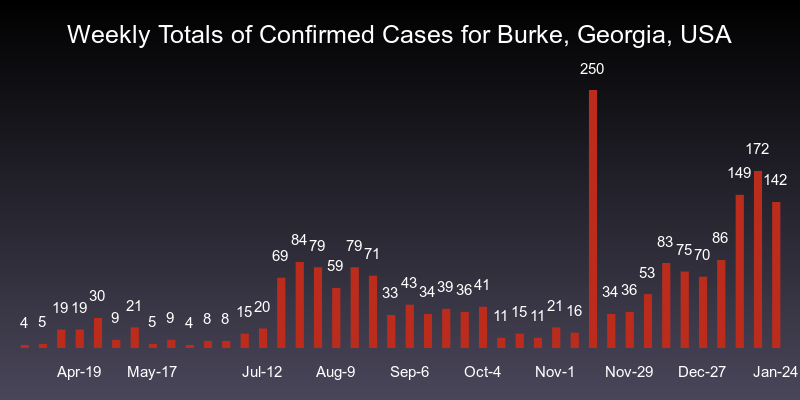 Weekly Totals of Confirmed Cases for Burke, Georgia, USA
4 5 19 19 30 9 21 5 9 4 8 8 15 20 69 84 79 59 79 71 33 43 34 39 36 41 11 15 11 21 16 250 34 36 53 83 75 70 86 149 172 142
Apr-19 May-17 Jul-12 Aug-9 Sep-6 Oct-4 Nov-1 Nov-29 Dec-27 Jan-24